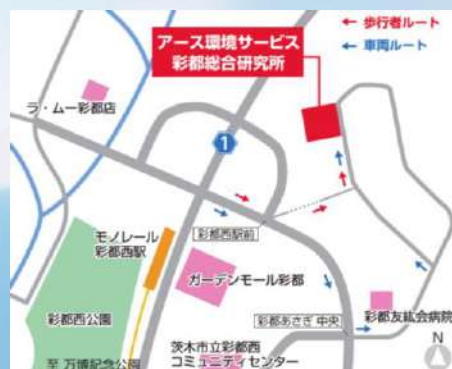 アース環境サービス
彩都総合研究所
← 歩行者ルート
← 車両ルート
ラ・ムー彩都店
1
モノレール
彩都西駅
彩都西駅前
ガーデンモール彩都
彩都西公園
彩都あさぎ 中央
彩都友紘会病院
至 万博記念公園
茨木市立彩都西
コミュニティセンター
N